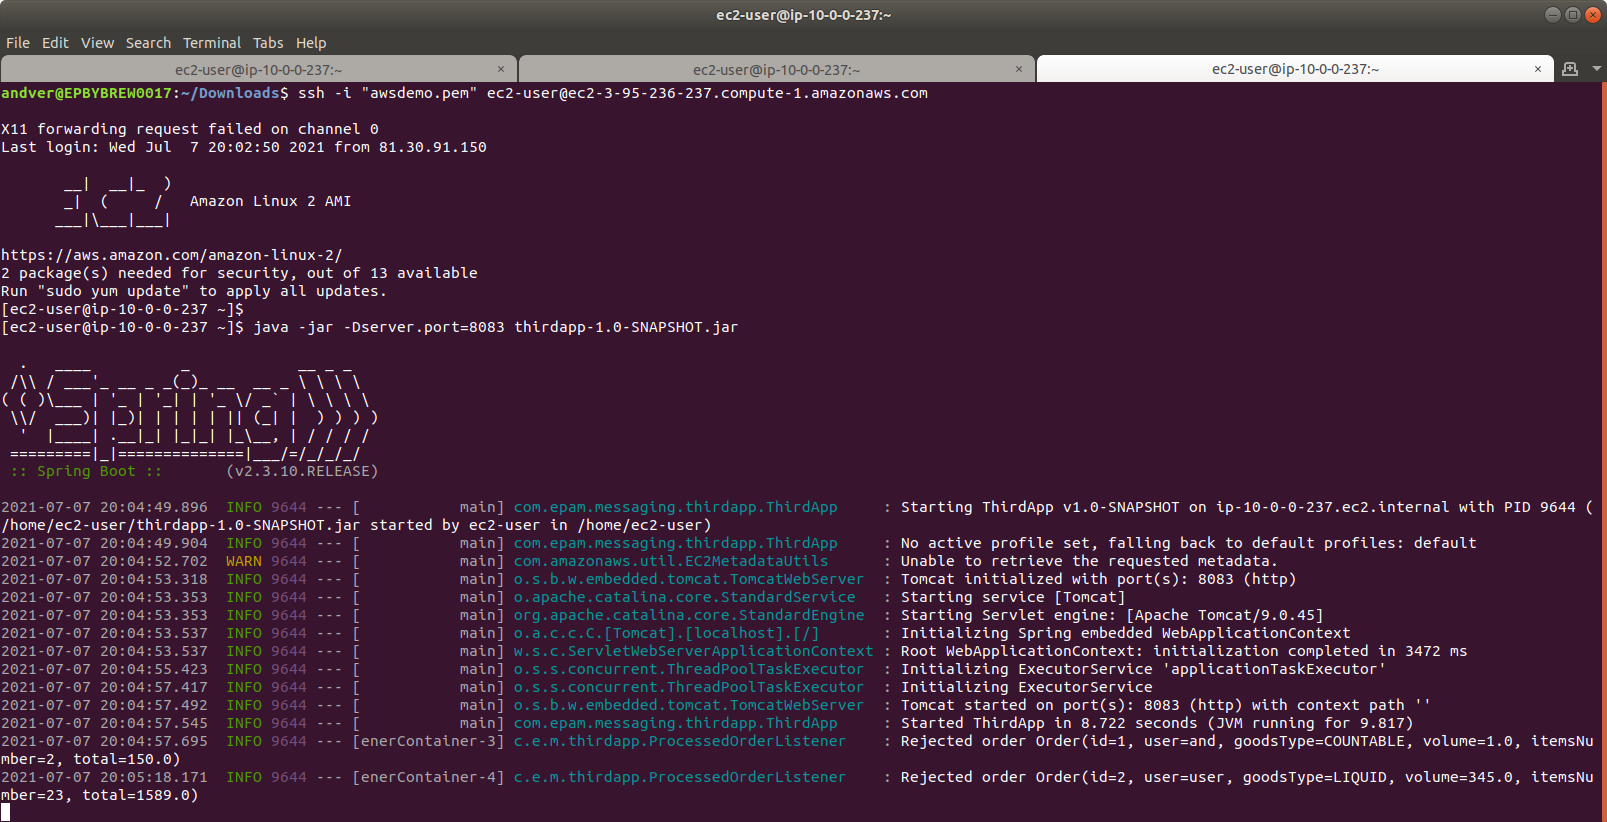 ec2-user@ip-10-0-0-237:~
File Edit View Search Terminal Tabs Help
ec2-user@ip-10-0-0-237:~ × ec2-user@ip-10-0-0-237:~ × ec2-user@ip-10-0-0-237:~ ×
andver@EPBYBREW0017:~/Downloads$ ssh -i "awsdemo.pem" ec2-user@ec2-3-95-236-237.compute-1.amazonaws.com

X11 forwarding request failed on channel 0
Last login: Wed Jul  7 20:02:50 2021 from 81.30.91.150

       __|  __|_  )
       _|  (     /   Amazon Linux 2 AMI
      ___|\___|___|

https://aws.amazon.com/amazon-linux-2/
2 package(s) needed for security, out of 13 available
Run "sudo yum update" to apply all updates.
[ec2-user@ip-10-0-0-237 ~]$
[ec2-user@ip-10-0-0-237 ~]$ java -jar -Dserver.port=8083 thirdapp-1.0-SNAPSHOT.jar

  .   ____          _            __ _ _
 /\\ / ___'_ __ _ _(_)_ __  __ _ \ \ \ \
( ( )\___ | '_ | '_| | '_ \/ _` | \ \ \ \
 \\/  ___)| |_)| | | | | || (_| |  ) ) ) )
  '  |____| .__|_| |_|_| |_\__, | / / / /
 =========|_|==============|___/=/_/_/_/
 :: Spring Boot ::       (v2.3.10.RELEASE)

2021-07-07 20:04:49.896  INFO 9644 --- [           main] com.epam.messaging.thirdapp.ThirdApp     : Starting ThirdApp v1.0-SNAPSHOT on ip-10-0-0-237.ec2.internal with PID 9644 (
/home/ec2-user/thirdapp-1.0-SNAPSHOT.jar started by ec2-user in /home/ec2-user)
2021-07-07 20:04:49.904  INFO 9644 --- [           main] com.epam.messaging.thirdapp.ThirdApp     : No active profile set, falling back to default profiles: default
2021-07-07 20:04:52.702  WARN 9644 --- [           main] com.amazonaws.util.EC2MetadataUtils      : Unable to retrieve the requested metadata.
2021-07-07 20:04:53.318  INFO 9644 --- [           main] o.s.b.w.embedded.tomcat.TomcatWebServer  : Tomcat initialized with port(s): 8083 (http)
2021-07-07 20:04:53.353  INFO 9644 --- [           main] o.apache.catalina.core.StandardService   : Starting service [Tomcat]
2021-07-07 20:04:53.353  INFO 9644 --- [           main] org.apache.catalina.core.StandardEngine  : Starting Servlet engine: [Apache Tomcat/9.0.45]
2021-07-07 20:04:53.537  INFO 9644 --- [           main] o.a.c.c.C.[Tomcat].[localhost].[/]       : Initializing Spring embedded WebApplicationContext
2021-07-07 20:04:53.537  INFO 9644 --- [           main] w.s.c.ServletWebServerApplicationContext : Root WebApplicationContext: initialization completed in 3472 ms
2021-07-07 20:04:55.423  INFO 9644 --- [           main] o.s.s.concurrent.ThreadPoolTaskExecutor  : Initializing ExecutorService 'applicationTaskExecutor'
2021-07-07 20:04:57.417  INFO 9644 --- [           main] o.s.s.concurrent.ThreadPoolTaskExecutor  : Initializing ExecutorService
2021-07-07 20:04:57.492  INFO 9644 --- [           main] o.s.b.w.embedded.tomcat.TomcatWebServer  : Tomcat started on port(s): 8083 (http) with context path ''
2021-07-07 20:04:57.545  INFO 9644 --- [           main] com.epam.messaging.thirdapp.ThirdApp     : Started ThirdApp in 8.722 seconds (JVM running for 9.817)
2021-07-07 20:04:57.695  INFO 9644 --- [enerContainer-3] c.e.m.thirdapp.ProcessedOrderListener    : Rejected order Order(id=1, user=and, goodsType=COUNTABLE, volume=1.0, itemsNu
mber=2, total=150.0)
2021-07-07 20:05:18.171  INFO 9644 --- [enerContainer-4] c.e.m.thirdapp.ProcessedOrderListener    : Rejected order Order(id=2, user=user, goodsType=LIQUID, volume=345.0, itemsNu
mber=23, total=1589.0)